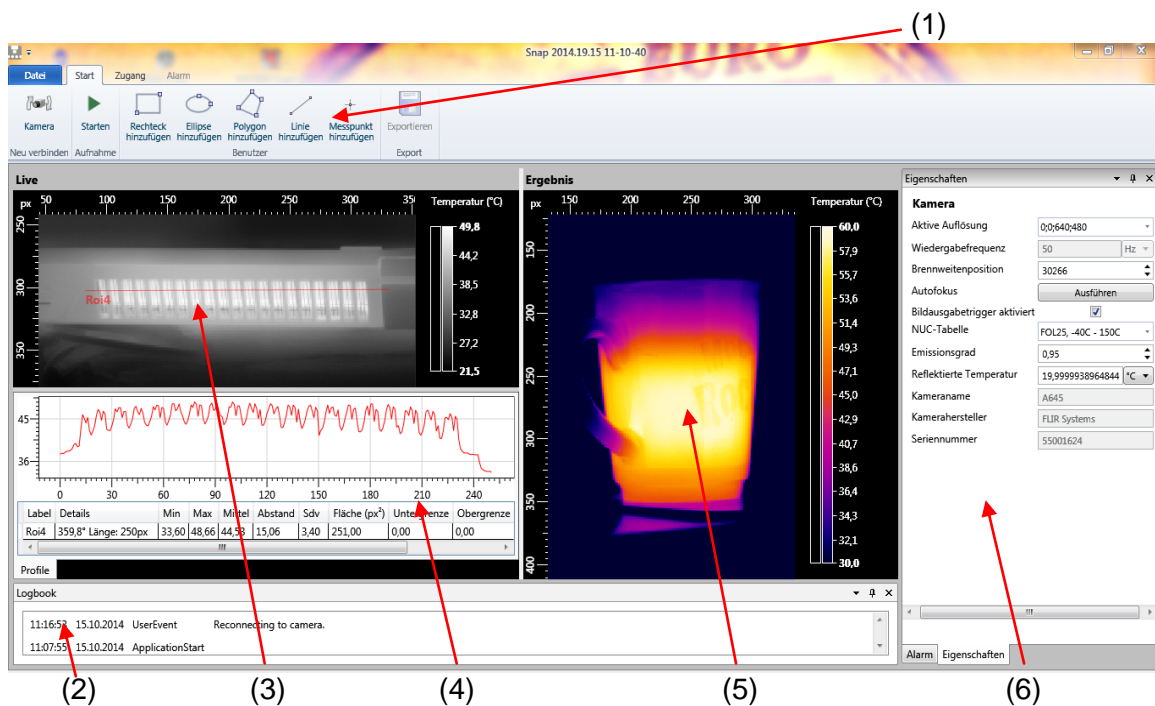 (1)
Snap 2014.19.15 11-10-40
Datei Start Zugang Alarm
Kamera Starten Rechteck hinzufügen Ellipse hinzufügen Polygon hinzufügen Linie hinzufügen Messpunkt hinzufügen Exportieren
Neu verbinden Aufnahme Benutzer Export
Live
px 50 100 150 200 250 300 35 Temperatur (°C)
250
300
350
Roi4
49,8
44,2
38,5
32,8
27,2
21,5
45
36
0 30 60 90 120 150 180 210 240
Label Details Min Max Mittel Abstand Sdv Fläche (px²) Untergrenze Obergrenze
Roi4 359,8° Länge: 250px 33,60 48,66 44,53 15,06 3,40 251,00 0,00 0,00
Profile
Ergebnis
px 150 200 250 300 Temperatur (°C)
150
200
250
300
350
400
60,0
57,9
55,7
53,6
51,4
49,3
47,1
45,0
42,9
40,7
38,6
36,4
34,3
32,1
30,0
Eigenschaften
Kamera
Aktive Auflösung 0;0;640;480
Wiedergabefrequenz 50 Hz
Brennweitenposition 30266
Autofokus Ausführen
Bildausgabetrigger aktiviert
NUC-Tabelle FOL25, -40C - 150C
Emissionsgrad 0,95
Reflektierte Temperatur 19,9999938964844 °C
Kameraname A645
Kamerahersteller FLIR Systems
Seriennummer 55001624
Alarm Eigenschaften
Logbook
11:16:53 15.10.2014 UserEvent Reconnecting to camera.
11:07:55 15.10.2014 ApplicationStart
(2) (3) (4) (5) (6)